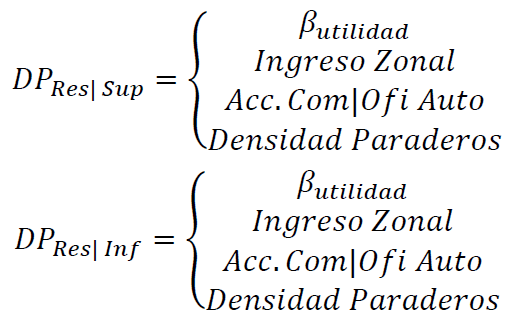 β_utilidad
Ingreso Zonal
DP_Res| Sup = {
Acc. Com|Ofi Auto
Densidad Paraderos
β_utilidad
Ingreso Zonal
DP_Res| Inf = {
Acc. Com|Ofi Auto
Densidad Paraderos